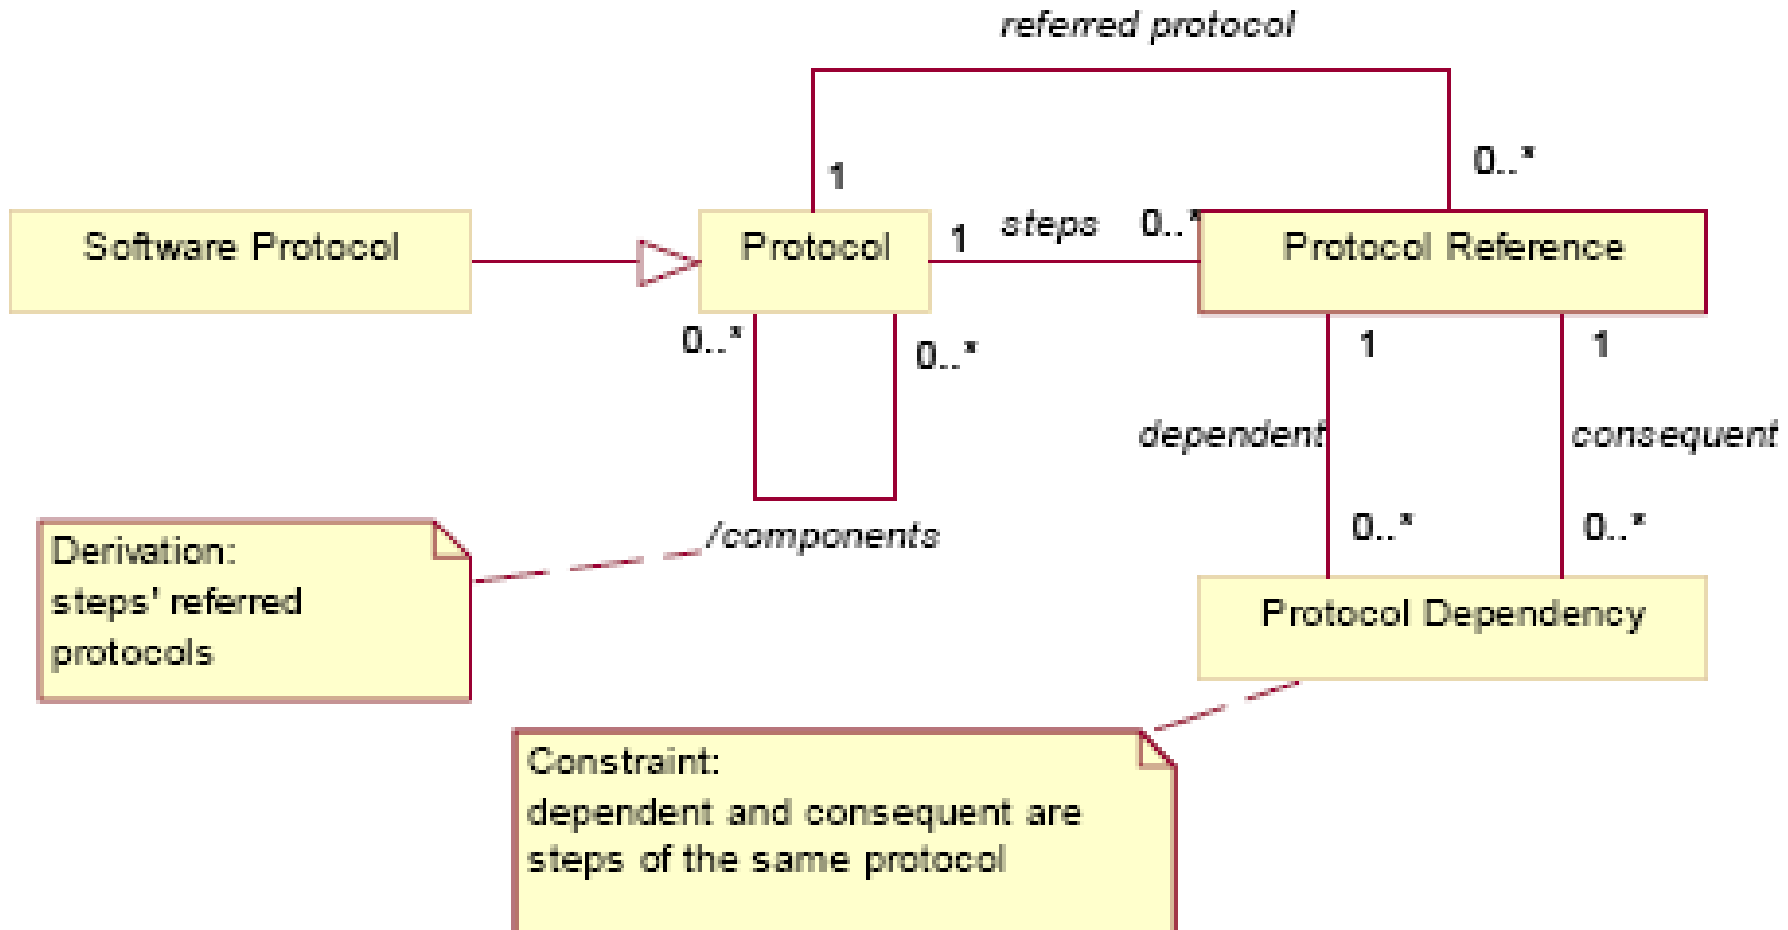 referred protocol
1
0..*
Software Protocol
Protocol
1
steps
0..*
Protocol Reference
0..*
0..*
1
1
dependent
consequent
/components
0..*
0..*
Derivation:
steps' referred
protocols
Protocol Dependency
Constraint:
dependent and consequent are
steps of the same protocol